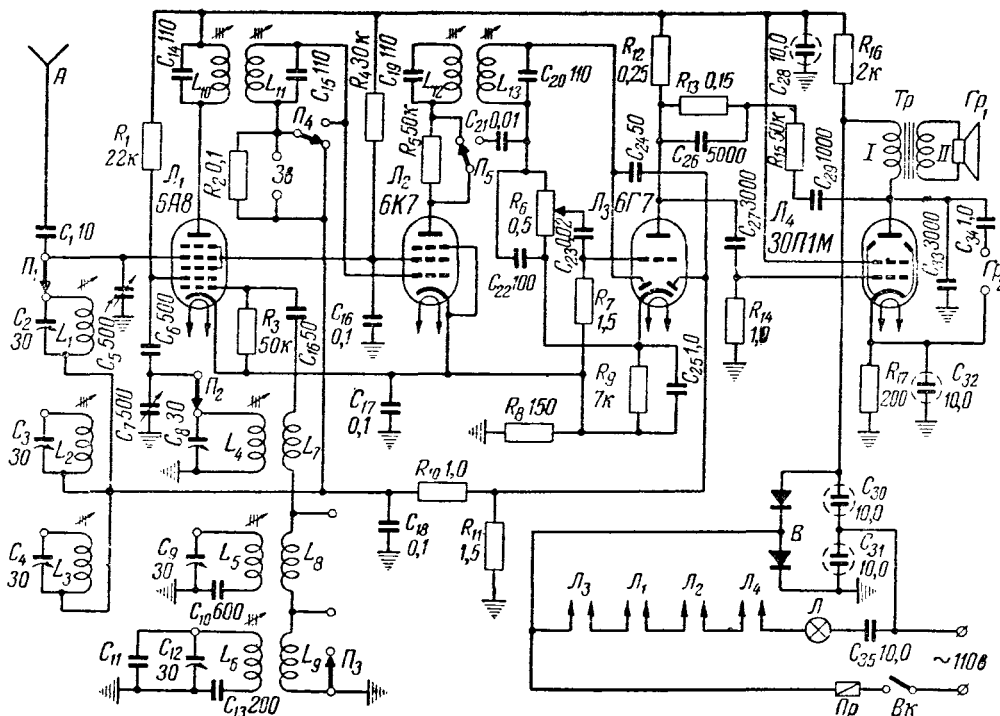 А
C₁ 10
П₁
C₂
30
L₁
C₃
30
L₂
C₄
30
L₃
C₅ 500
C₁₄ 110
L₁₀
L₁₁
C₁₅ 110
R₁
22к
Л₁
6А8
R₂ 0,1
П₄
Зв
C₆ 500
C₇ 500
П₂
C₈ 30
L₄
R₃
50к
C₁₆ 50
L₇
L₈
L₉
П₃
C₉
30
L₅
C₁₀ 600
C₁₁
C₁₂
30
L₆
C₁₃ 200
R₄ 30к
C₁₉ 110
L₁₂
L₁₃
C₂₀ 110
R₅ 50к
C₂₁ 0,01
П₅
Л₂
6К7
C₁₆
0,1
C₁₇
0,1
R₆
0,5
C₂₂ 100
C₂₃ 0,02
R₇
1,5
R₈ 150
R₉
7к
C₂₅ 1,0
R₁₀ 1,0
C₁₈
0,1
R₁₁
1,5
C₂₄ 50
Л₃ 6Г7
R₁₂
0,25
R₁₃ 0,15
C₂₆ 5000
C₂₇ 3000
R₁₄
1,0
R₁₅ 50к
C₂₉ 1000
C₂₈
10,0
R₁₆
2к
Тр
I
II
Гр₁
Л₄
30П1М
C₃₃ 3000
C₃₄ 1,0
Гр₂
R₁₇
200
C₃₂
10,0
В
C₃₀
10,0
C₃₁
10,0
Л₃
Л₁
Л₂
Л₄
Л
C₃₅ 10,0
~110в
Пр
Вк